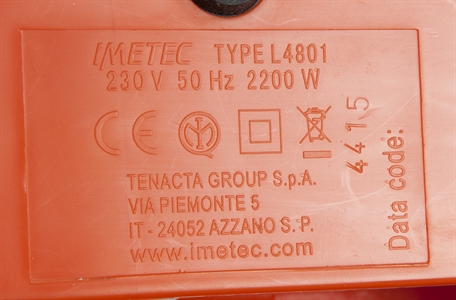 IMETEC TYPE L4801
230 V 50 Hz 2200 W
CE
TENACTA GROUP S.p.A.
VIA PIEMONTE 5
IT - 24052 AZZANO S. P.
www.imetec.com
Data code:
4415